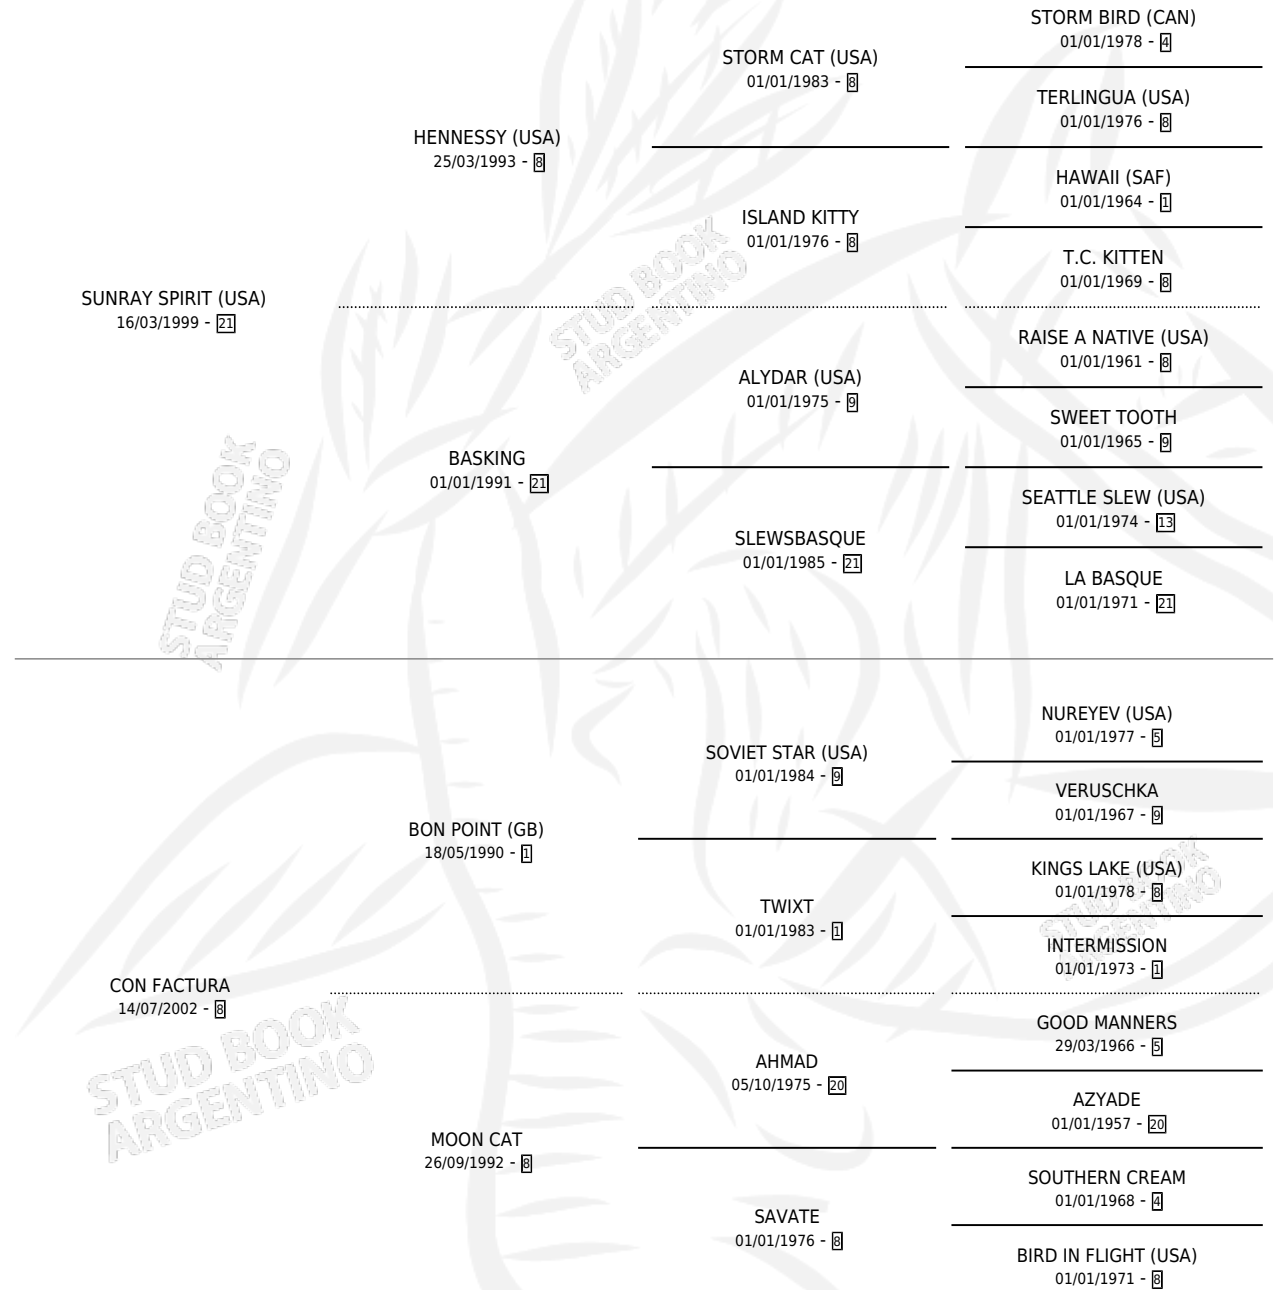 STORM BIRD (CAN)
01/01/1978 - 4
STORM CAT (USA)
01/01/1983 - 8
TERLINGUA (USA)
01/01/1976 - 8
HENNESSY (USA)
25/03/1993 - 8
HAWAII (SAF)
01/01/1964 - 1
ISLAND KITTY
01/01/1976 - 8
T.C. KITTEN
01/01/1969 - 8
SUNRAY SPIRIT (USA)
16/03/1999 - 21
RAISE A NATIVE (USA)
01/01/1961 - 8
ALYDAR (USA)
01/01/1975 - 9
SWEET TOOTH
01/01/1965 - 9
BASKING
01/01/1991 - 21
SEATTLE SLEW (USA)
01/01/1974 - 13
SLEWSBASQUE
01/01/1985 - 21
LA BASQUE
01/01/1971 - 21
NUREYEV (USA)
01/01/1977 - 5
SOVIET STAR (USA)
01/01/1984 - 9
VERUSCHKA
01/01/1967 - 9
BON POINT (GB)
18/05/1990 - 1
KINGS LAKE (USA)
01/01/1978 - 8
TWIXT
01/01/1983 - 1
INTERMISSION
01/01/1973 - 1
CON FACTURA
14/07/2002 - 8
GOOD MANNERS
29/03/1966 - 5
AHMAD
05/10/1975 - 20
AZYADE
01/01/1957 - 20
MOON CAT
26/09/1992 - 8
SOUTHERN CREAM
01/01/1968 - 4
SAVATE
01/01/1976 - 8
BIRD IN FLIGHT (USA)
01/01/1971 - 8
STUD BOOK
ARGENTINO
STUD BOOK
ARGENTINO
STUD BOOK
ARGENTINO
STUD BOOK
ARGENTINO